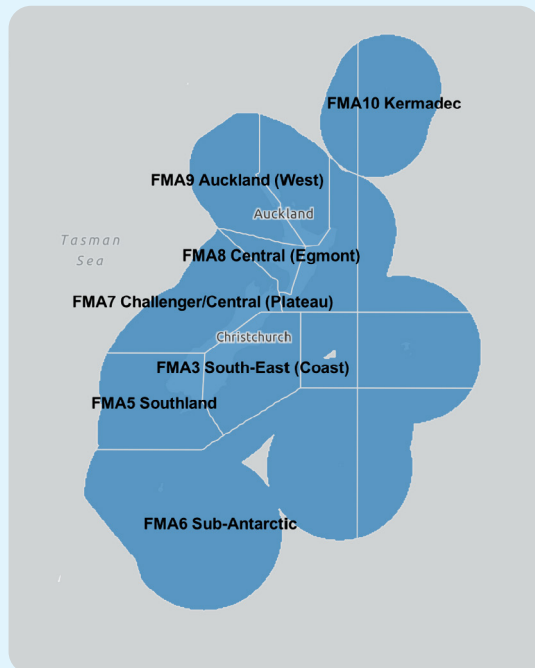 FMA10 Kermadec
FMA9 Auckland (West)
Auckland
Tasman
Sea
FMA8 Central (Egmont)
FMA7 Challenger/Central (Plateau)
Christchurch
FMA3 South-East (Coast)
FMA5 Southland
FMA6 Sub-Antarctic